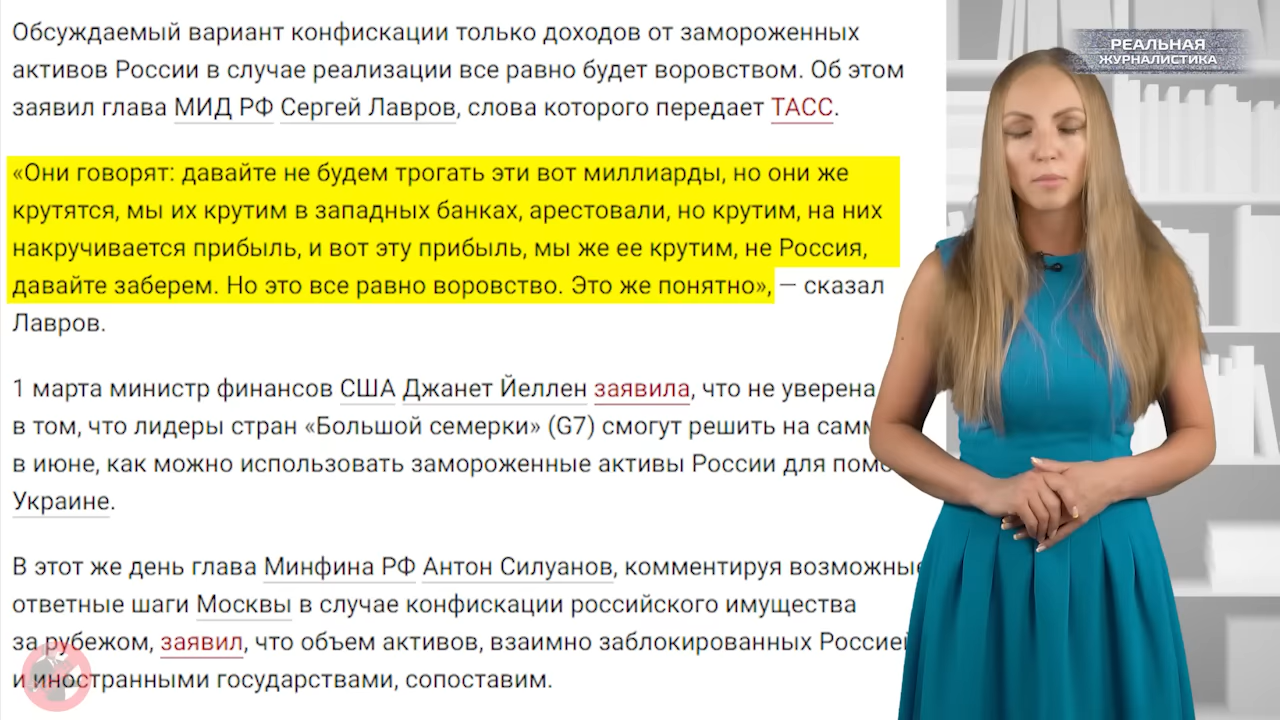 Обсуждаемый вариант конфискации только доходов от замороженных
активов России в случае реализации все равно будет воровством. Об этом
заявил глава МИД РФ Сергей Лавров, слова которого передает ТАСС.
«Они говорят: давайте не будем трогать эти вот миллиарды, но они же
крутятся, мы их крутим в западных банках, арестовали, но крутим, на них
накручивается прибыль, и вот эту прибыль, мы же ее крутим, не Россия,
давайте заберем. Но это все равно воровство. Это же понятно», — сказал
Лавров.
1 марта министр финансов США Джанет Йеллен заявила, что не уверена
в том, что лидеры стран «Большой семерки» (G7) смогут решить на
в июне, как можно использовать замороженные активы России для
Украине.
В этот же день глава Минфина РФ Антон Силуанов, комментируя возможные
ответные шаги Москвы в случае конфискации российского имущества
за рубежом, заявил, что объем активов, взаимно заблокированных Россией
и иностранными государствами, сопоставим.
РЕАЛЬНАЯ
ЖУРНАЛИСТИКА